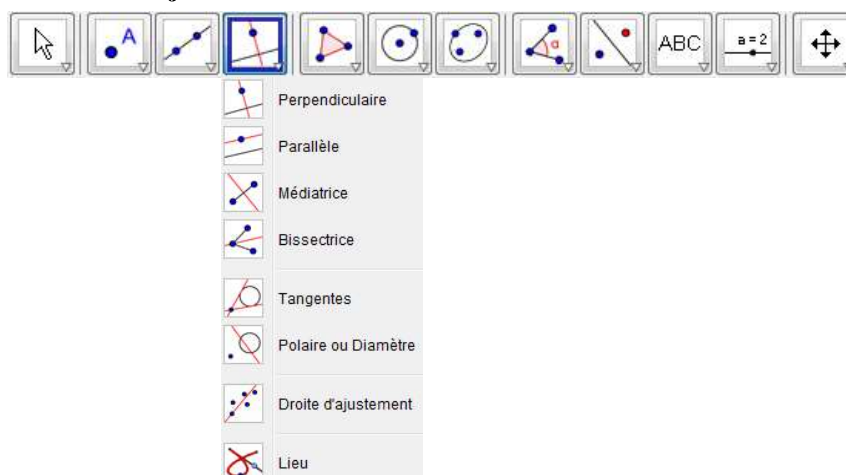 A
α
ABC
a = 2
Perpendiculaire
Parallèle
Médiatrice
Bissectrice
Tangentes
Polaire ou Diamètre
Droite d'ajustement
Lieu